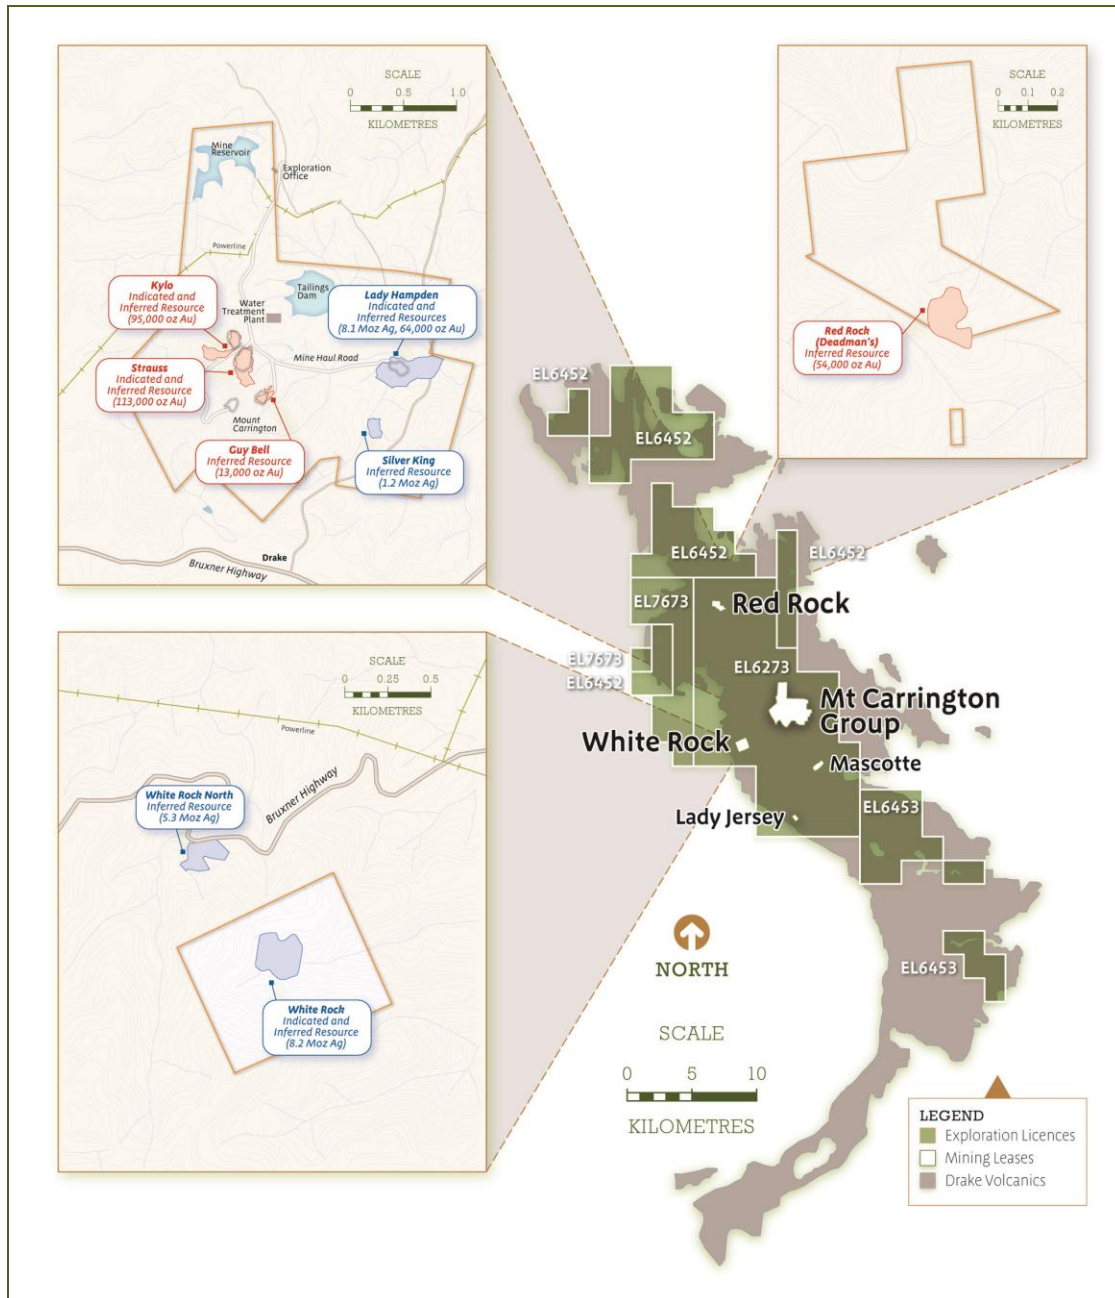 SCALE
0 0.5 1.0
KILOMETRES
Mine
Reservoir
Exploration
Office
Powerline
Kylo
Indicated and
Inferred Resource
(95,000 oz Au)
Water
Treatment
Plant
Tailings
Dam
Lady Hampden
Indicated and
Inferred Resources
(8.1 Moz Ag, 64,000 oz Au)
Mine Haul Road
Strauss
Indicated and
Inferred Resource
(113,000 oz Au)
Mount
Carrington
Guy Bell
Inferred Resource
(13,000 oz Au)
Silver King
Inferred Resource
(1.2 Moz Ag)
Drake
Bruxner Highway
SCALE
0 0.1 0.2
KILOMETRES
Red Rock
(Deadman's)
Inferred Resource
(54,000 oz Au)
SCALE
0 0.25 0.5
KILOMETRES
Powerline
Bruxner Highway
White Rock North
Inferred Resource
(5.3 Moz Ag)
White Rock
Indicated and
Inferred Resource
(8.2 Moz Ag)
EL6452
EL6452
EL6452
EL6452
EL7673
Red Rock
EL7673
EL6452
EL6273
Mt Carrington
Group
White Rock
Mascotte
Lady Jersey
EL6453
EL6453
NORTH
SCALE
0 5 10
KILOMETRES
LEGEND
Exploration Licences
Mining Leases
Drake Volcanics